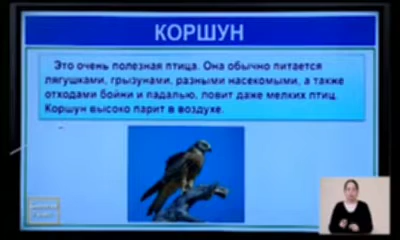 КОРШУН
Это очень полезная птица. Она обычно питается
лягушками, грызунами, разными насекомыми, а также
отходами бойни и падалью, ловит даже мелких птиц.
Коршун высоко парит в воздухе.